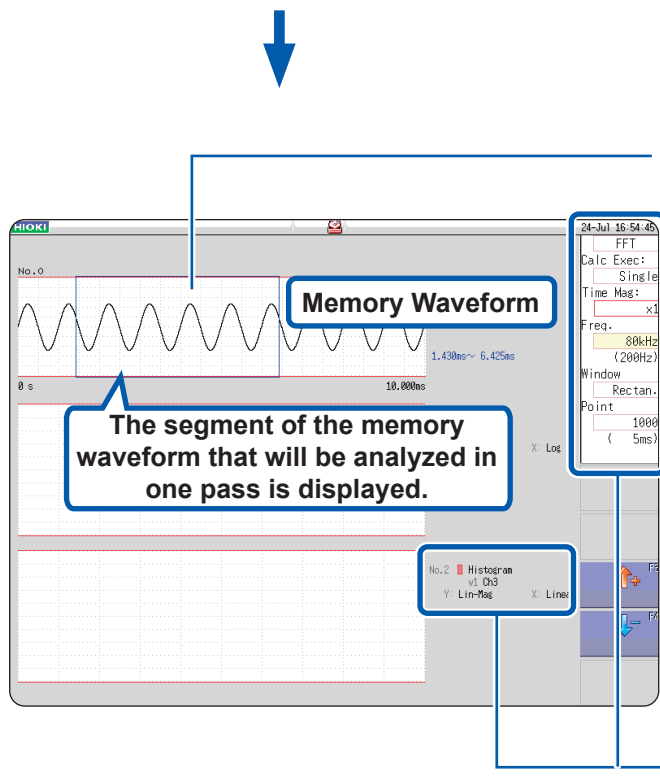 HIOKI
24-Jul 16:54:45
FFT
Calc Exec:
Single
Time Mag:
x1
Freq.
80kHz
(200Hz)
Window
Rectan.
Point
1000
( 5ms)
No.0
Memory Waveform
1.430ms~ 6.425ms
0 s
10.000ms
The segment of the memory
waveform that will be analyzed in
one pass is displayed.
X: Log
No.2 Histogram
v1 Ch3
Y: Lin-Mag X: Linea
F3
F4